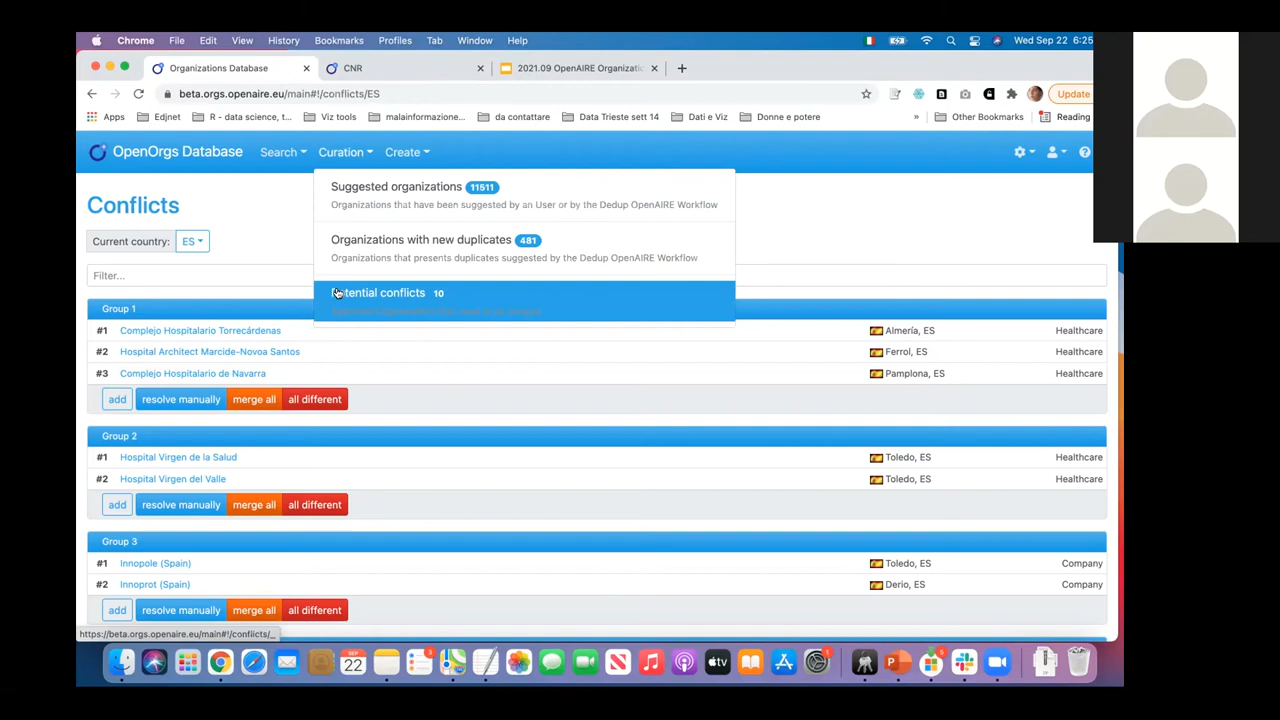 Chrome File Edit View History Bookmarks Profiles Tab Window Help Wed Sep 22 6:25
Organizations Database CNR 2021.09 OpenAIRE Organizati
beta.orgs.openaire.eu/main#!/conflicts/ES Update
Apps Edjnet R - data science, t... Viz tools malainformazione... da contattare Data Trieste sett 14 Dati e Viz Donne e potere » Other Bookmarks Reading
OpenOrgs Database Search Curation Create
Suggested organizations 11511
Organizations that have been suggested by an User or by the Dedup OpenAIRE Workflow
Conflicts
Current country: ES
Organizations with new duplicates 481
Organizations that presents duplicates suggested by the Dedup OpenAIRE Workflow
Filter...
Potential conflicts 10
Group 1
#1 Complejo Hospitalario Torrecárdenas Almería, ES Healthcare
#2 Hospital Architect Marcide-Novoa Santos Ferrol, ES Healthcare
#3 Complejo Hospitalario de Navarra Pamplona, ES Healthcare
add resolve manually merge all all different
Group 2
#1 Hospital Virgen de la Salud Toledo, ES Healthcare
#2 Hospital Virgen del Valle Toledo, ES Healthcare
add resolve manually merge all all different
Group 3
#1 Innopole (Spain) Toledo, ES Company
#2 Innoprot (Spain) Derio, ES Company
add resolve manually merge all all different
https://beta.orgs.openaire.eu/main#!/conflicts/_
SEP
22
3
tv
5